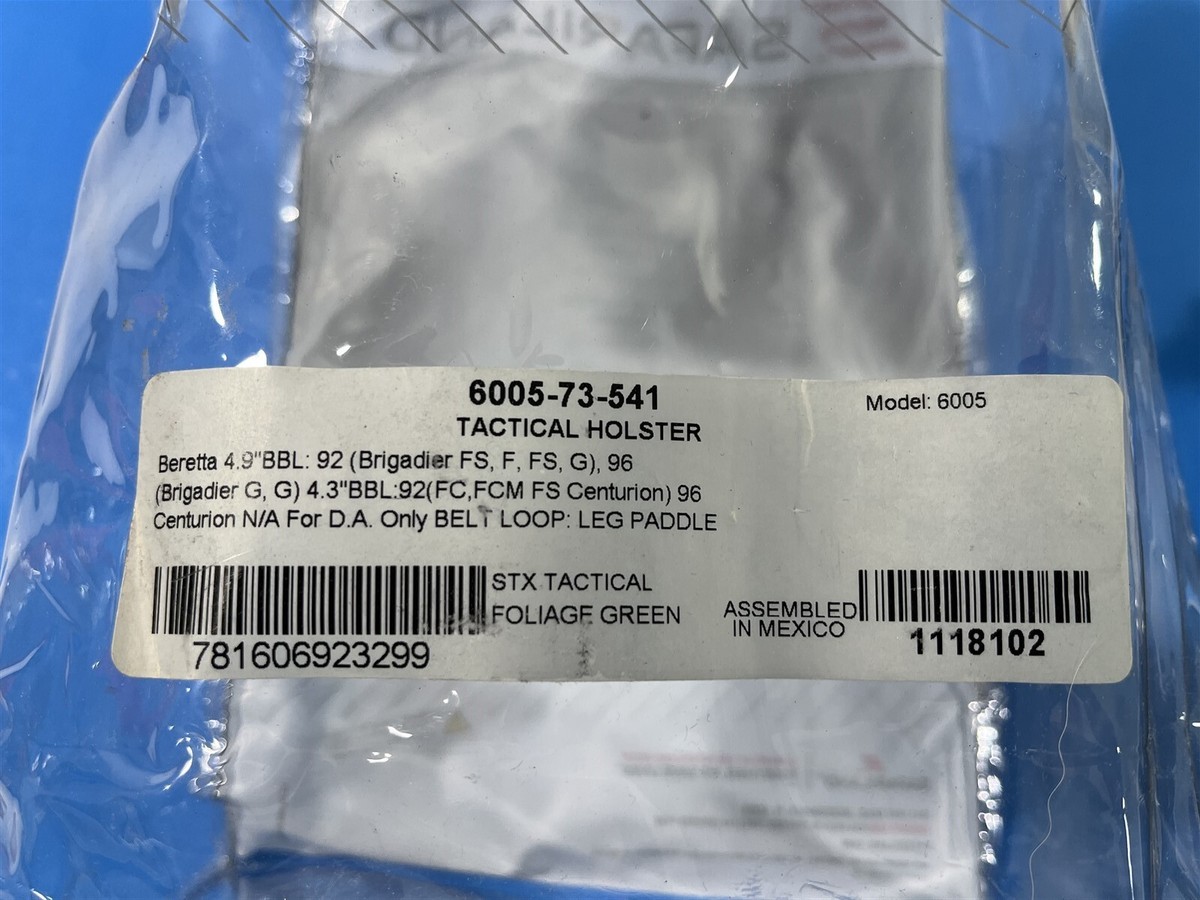 SAFARILAND
6005-73-541
Model: 6005
TACTICAL HOLSTER
Beretta 4.9"BBL: 92 (Brigadier FS, F, FS, G), 96
(Brigadier G, G) 4.3"BBL:92(FC,FCM FS Centurion) 96
Centurion N/A For D.A. Only BELT LOOP: LEG PADDLE
STX TACTICAL
FOLIAGE GREEN
ASSEMBLED
IN MEXICO
781606923299
1118102